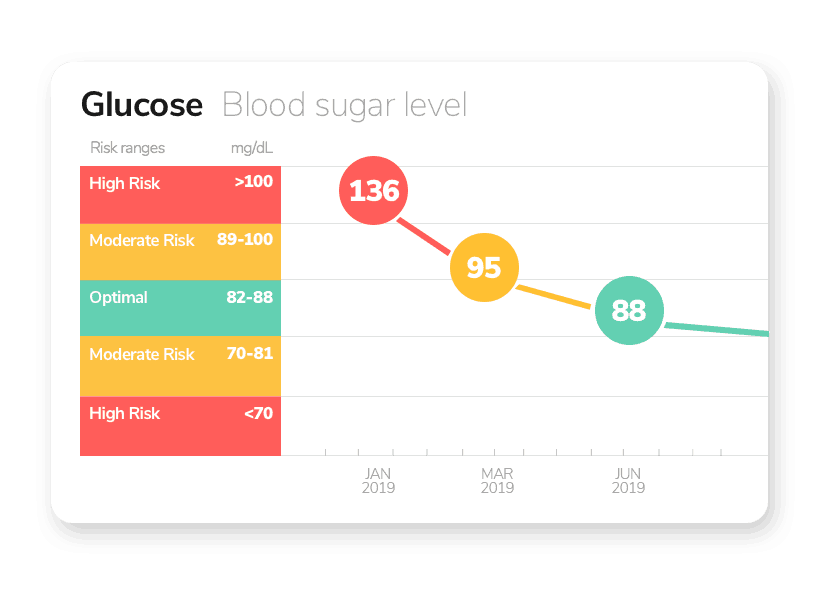 Glucose Blood sugar level
Risk ranges mg/dL
High Risk >100
Moderate Risk 89-100
Optimal 82-88
Moderate Risk 70-81
High Risk <70
136
95
88
JAN 2019
MAR 2019
JUN 2019